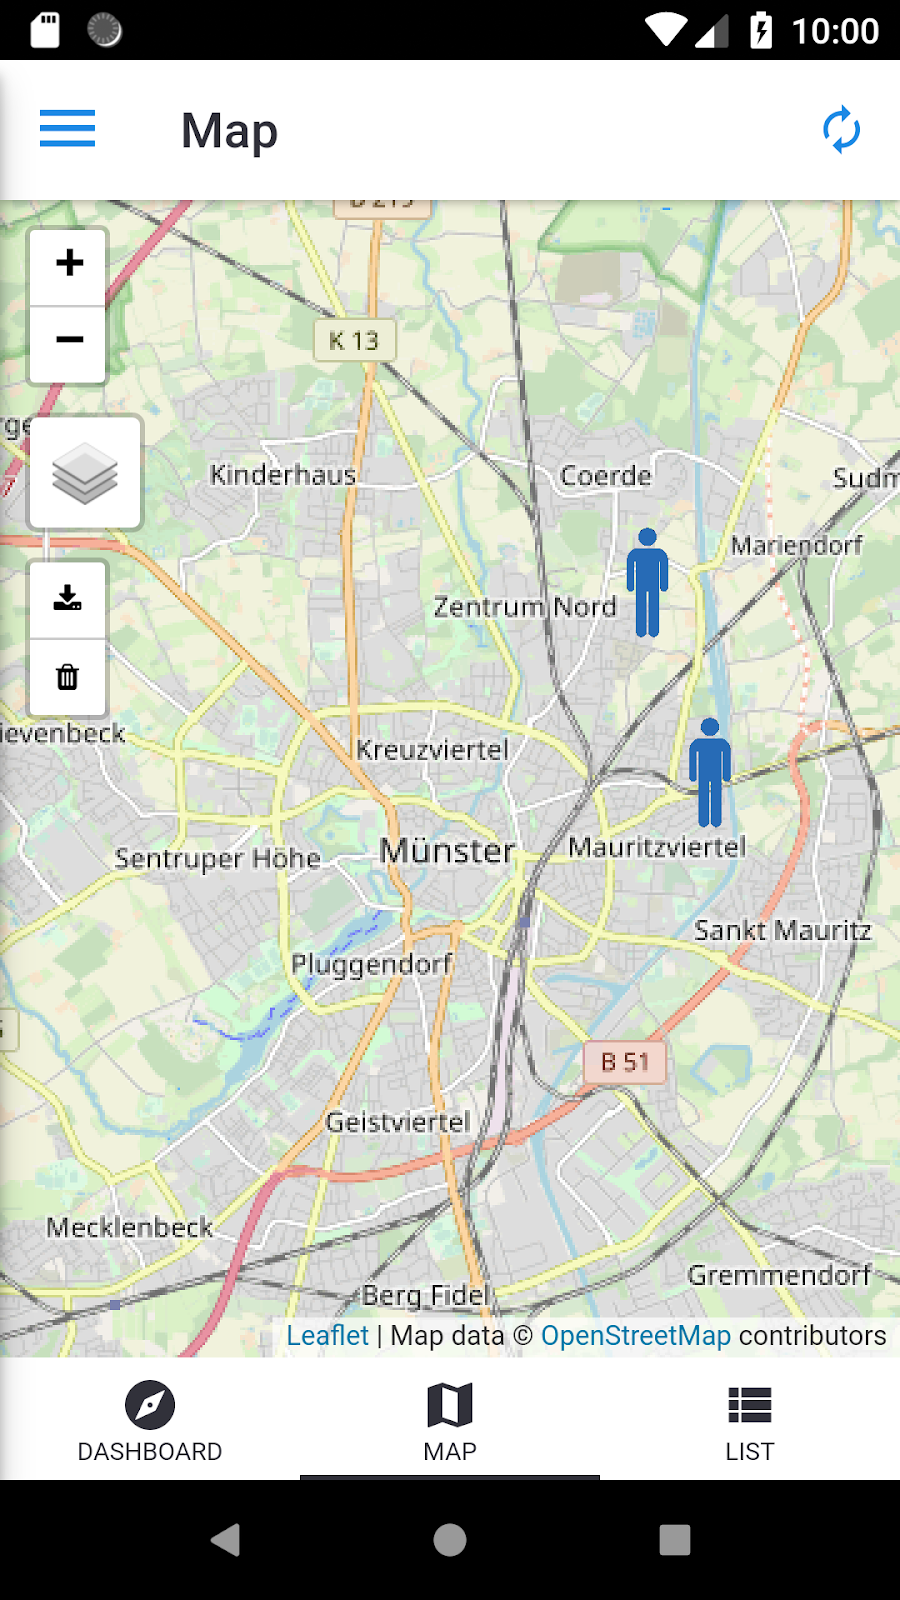 10:00
Map
+
−
K 13
Kinderhaus
Coerde
Mariendorf
Zentrum Nord
ievenbeck
Kreuzviertel
Münster
Mauritzviertel
Sentruper Höhe
Sankt Mauritz
Pluggendorf
B 51
Geistviertel
Mecklenbeck
Gremmendorf
Berg Fidel
Leaflet | Map data © OpenStreetMap contributors
DASHBOARD
MAP
LIST